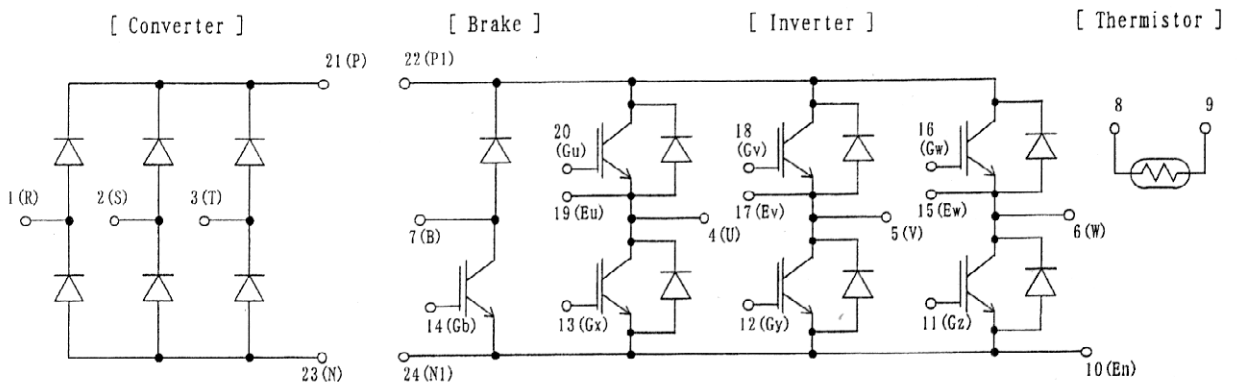 [ Converter ]
[ Brake ]
[ Inverter ]
[ Thermistor ]
21(P)
22(P1)
20
(Gu)
18
(Gv)
16
(Gw)
8
9
1(R)
2(S)
3(T)
7(B)
19(Eu)
4(U)
17(Ev)
5(V)
15(Ew)
6(W)
14(Gb)
13(Gx)
12(Gy)
11(Gz)
23(N)
24(N1)
10(En)